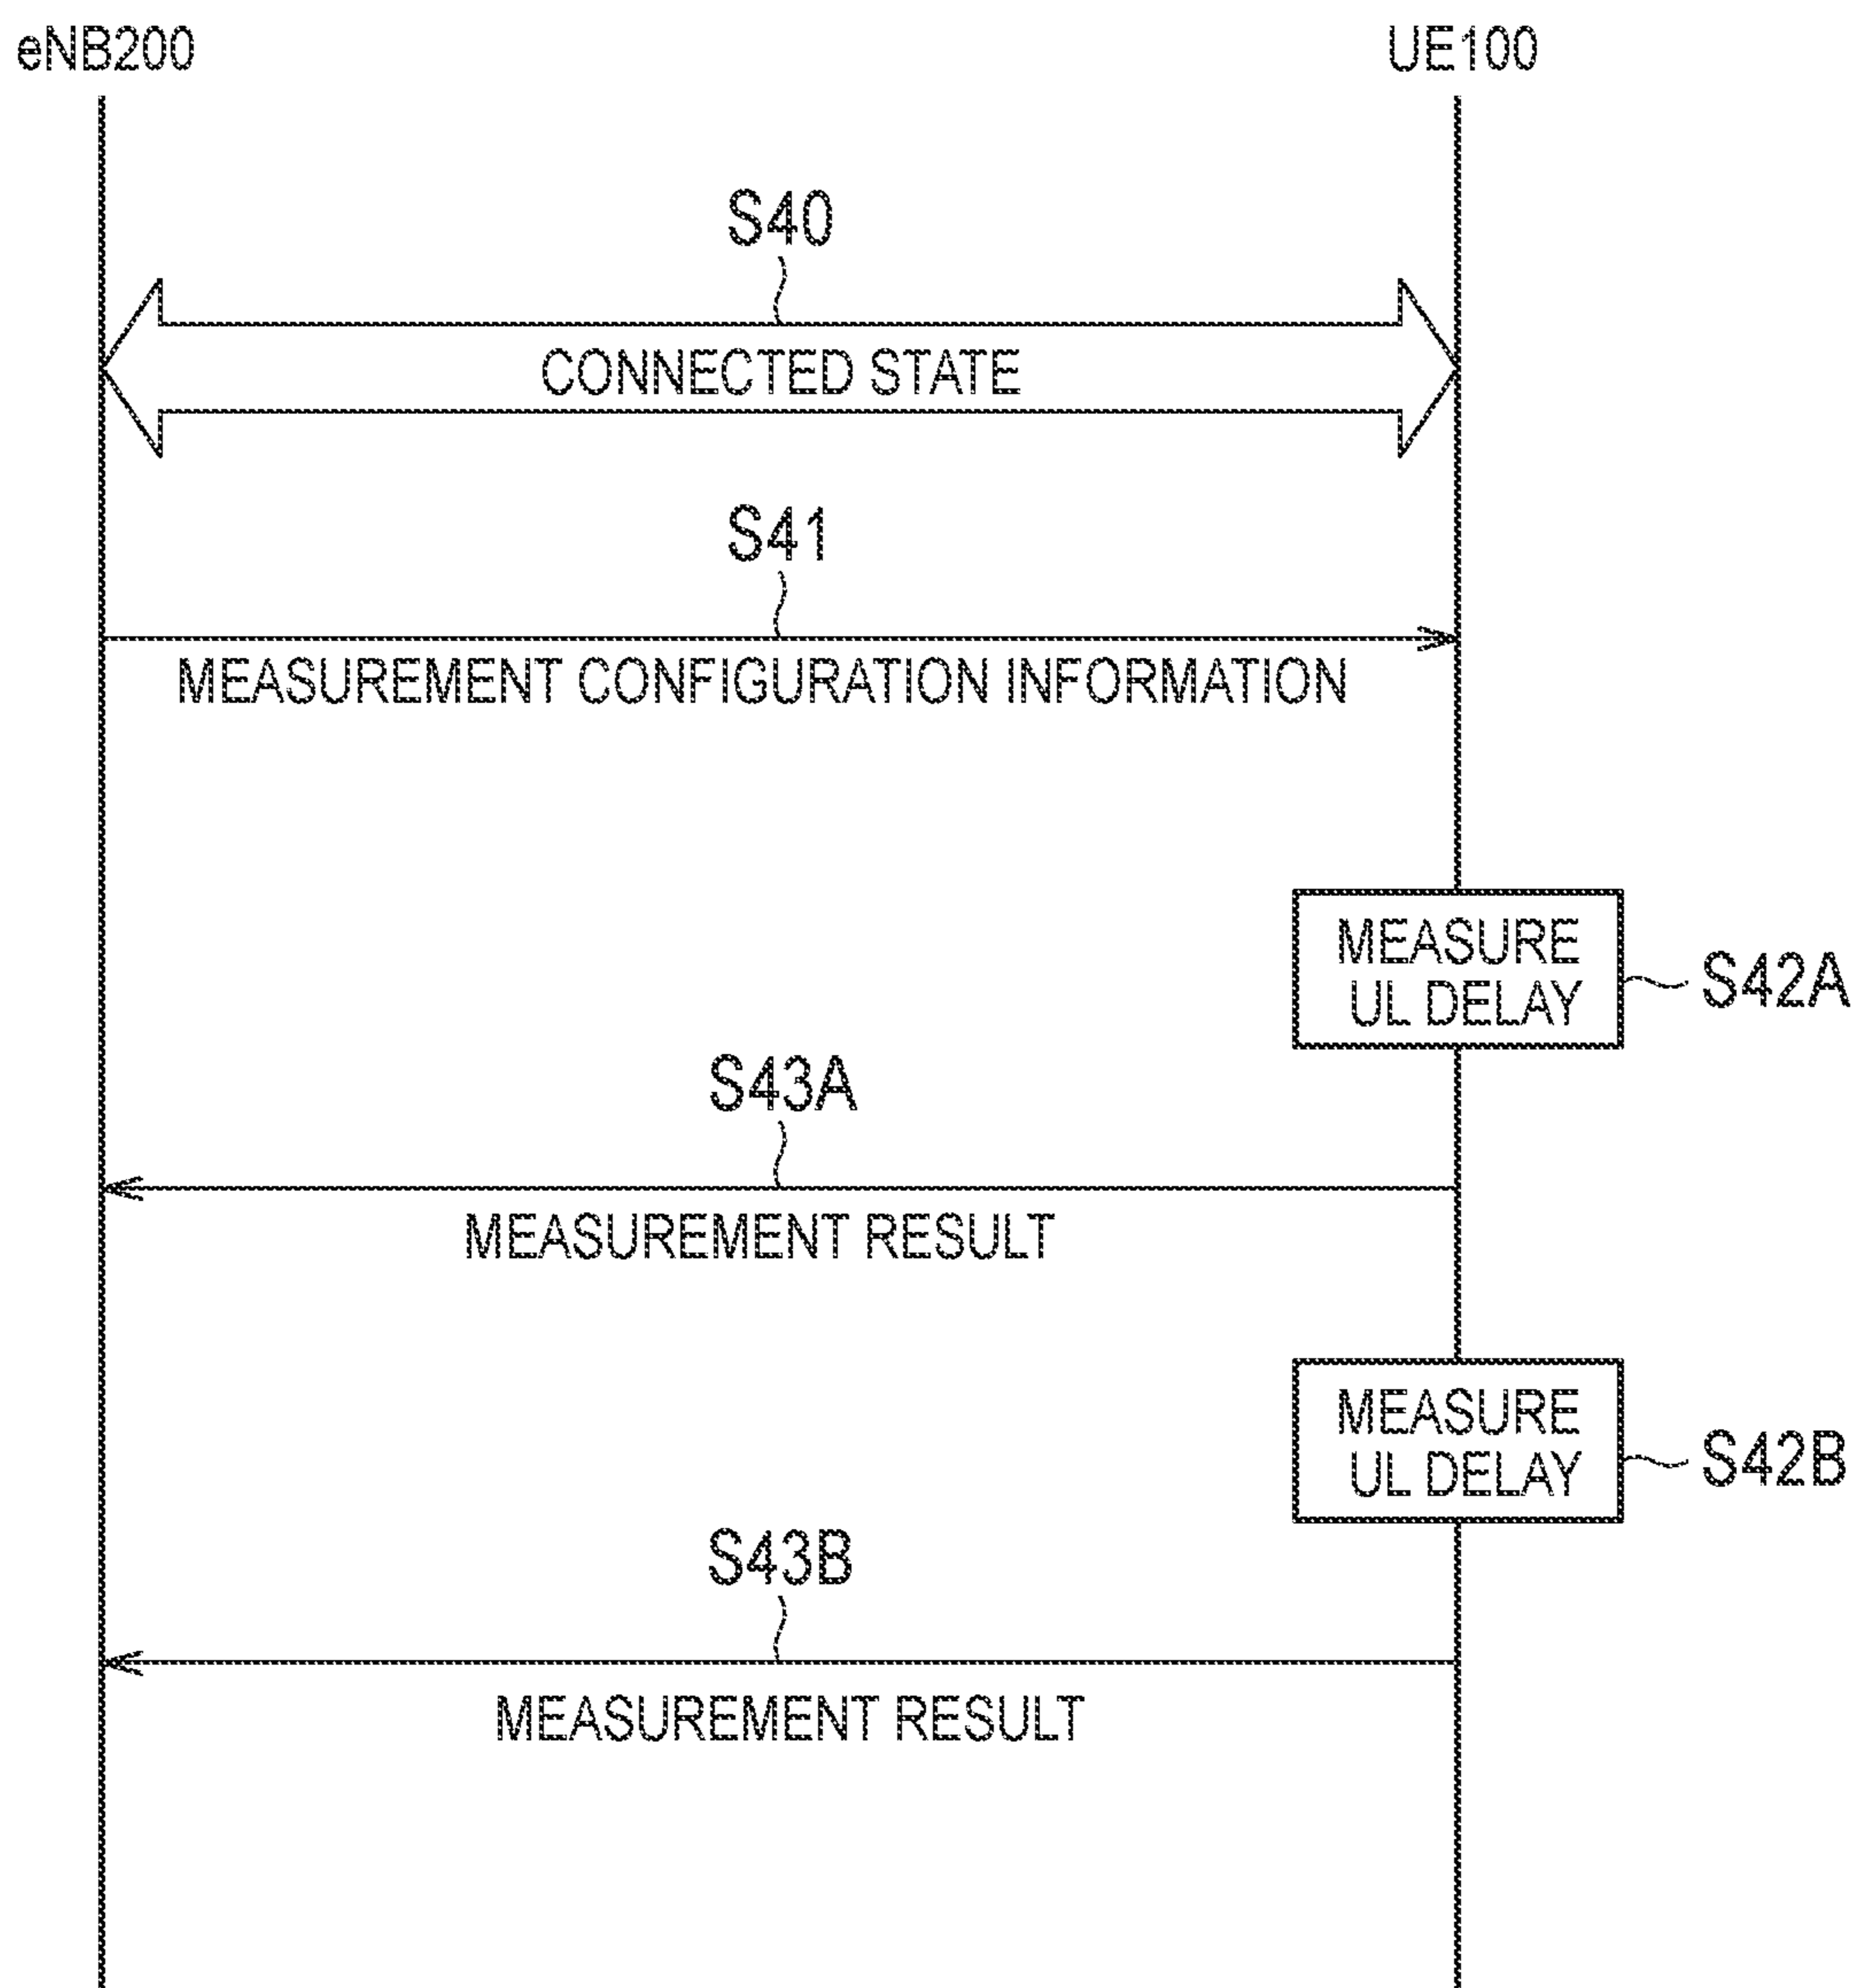 eNB200
UE100
S40
CONNECTED STATE
S41
MEASUREMENT CONFIGURATION INFORMATION
MEASURE
UL DELAY
S42A
S43A
MEASUREMENT RESULT
MEASURE
UL DELAY
S42B
S43B
MEASUREMENT RESULT